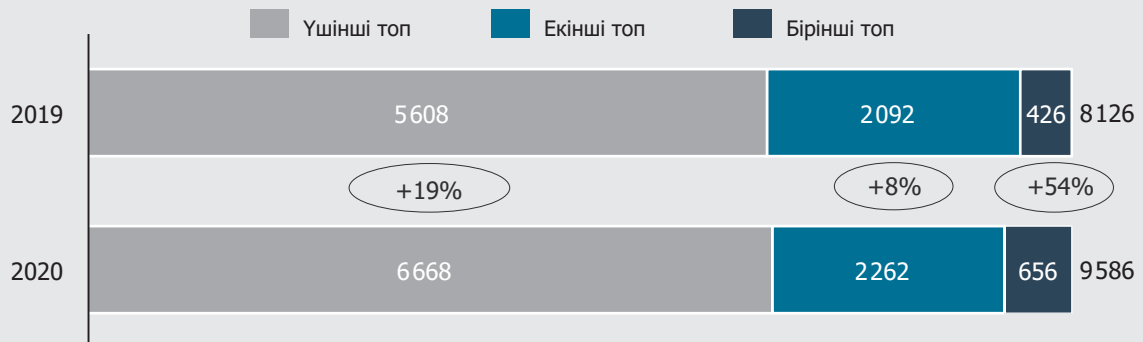 Үшінші топ Екінші топ Бірінші топ
2019 5608 2092 426 8126
+19% +8% +54%
2020 6668 2262 656 9586